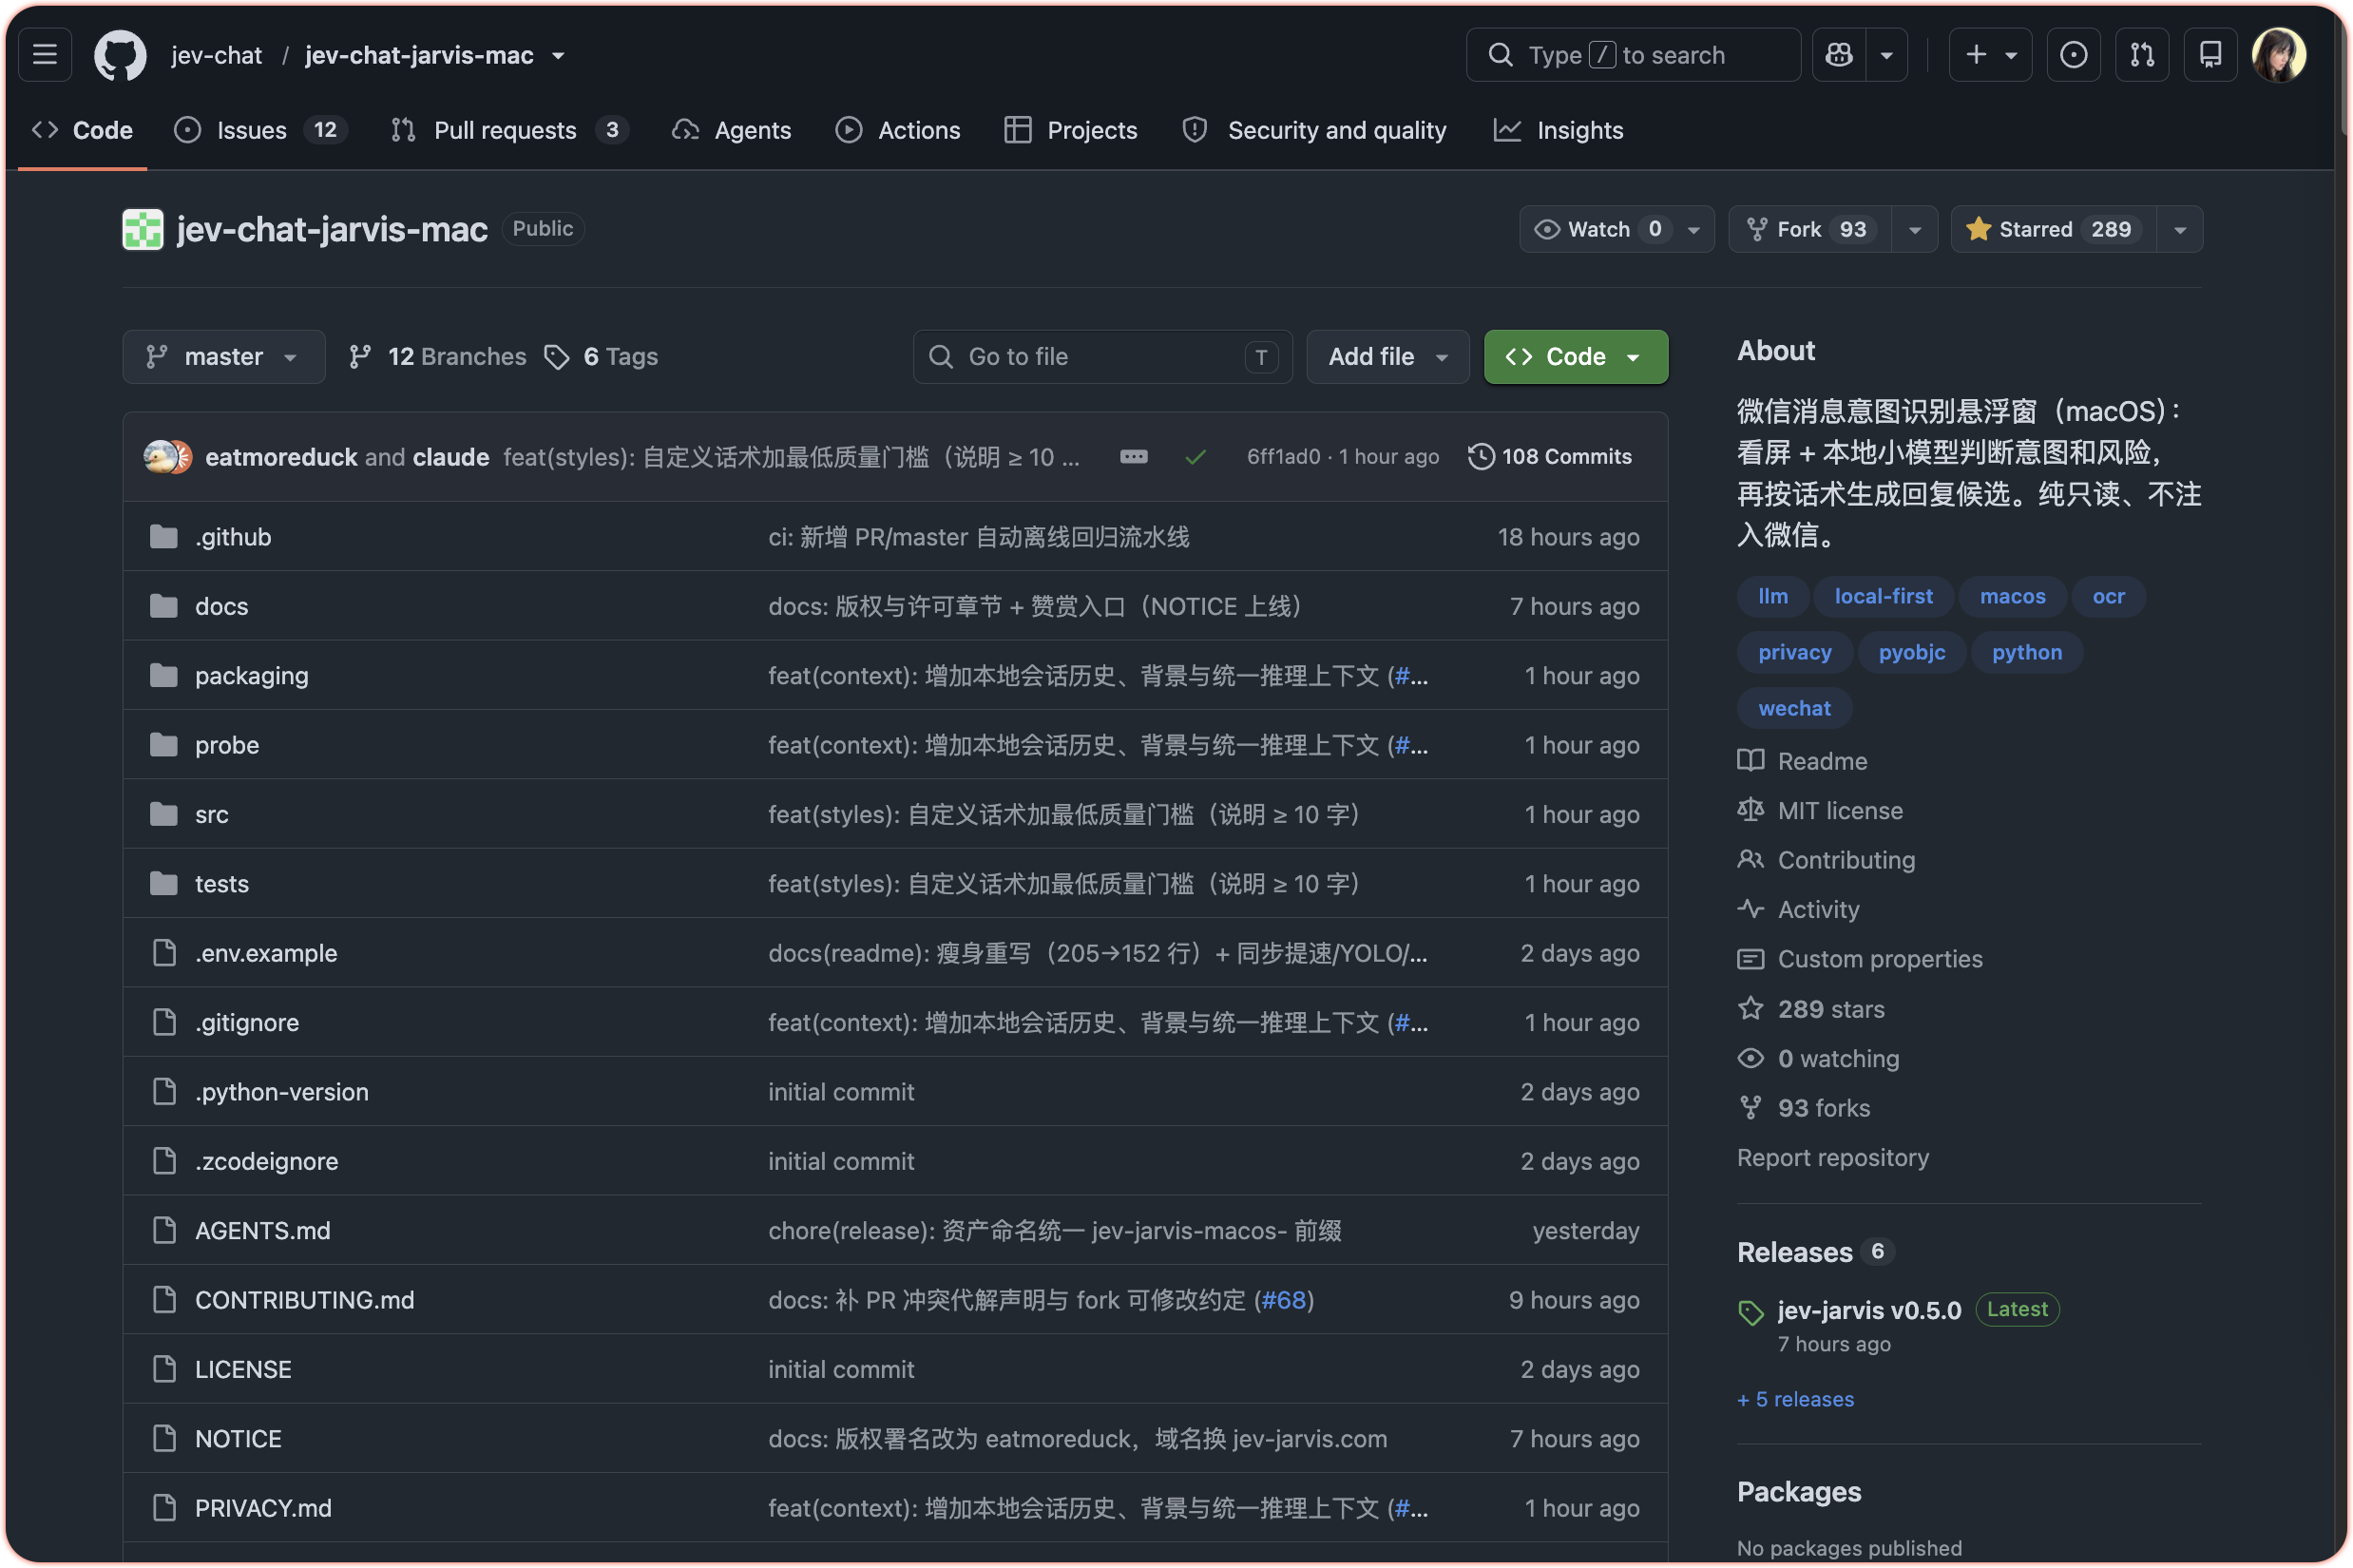 jev-chat / jev-chat-jarvis-mac
Type / to search
Code
Issues 12
Pull requests 3
Agents
Actions
Projects
Security and quality
Insights
jev-chat-jarvis-mac Public
Watch 0
Fork 93
Starred 289
master
12 Branches
6 Tags
Go to file T
Add file
Code
eatmoreduck and claude feat(styles): 自定义话术加最低质量门槛（说明 ≥ 10 ...
6ff1ad0 · 1 hour ago
108 Commits
.github ci: 新增 PR/master 自动离线回归流水线 18 hours ago
docs docs: 版权与许可章节 + 赞赏入口（NOTICE 上线） 7 hours ago
packaging feat(context): 增加本地会话历史、背景与统一推理上下文 (#... 1 hour ago
probe feat(context): 增加本地会话历史、背景与统一推理上下文 (#... 1 hour ago
src feat(styles): 自定义话术加最低质量门槛（说明 ≥ 10 字） 1 hour ago
tests feat(styles): 自定义话术加最低质量门槛（说明 ≥ 10 字） 1 hour ago
.env.example docs(readme): 瘦身重写（205→152 行）+ 同步提速/YOLO/... 2 days ago
.gitignore feat(context): 增加本地会话历史、背景与统一推理上下文 (#... 1 hour ago
.python-version initial commit 2 days ago
.zcodeignore initial commit 2 days ago
AGENTS.md chore(release): 资产命名统一 jev-jarvis-macos- 前缀 yesterday
CONTRIBUTING.md docs: 补 PR 冲突代解声明与 fork 可修改约定 (#68) 9 hours ago
LICENSE initial commit 2 days ago
NOTICE docs: 版权署名改为 eatmoreduck，域名换 jev-jarvis.com 7 hours ago
PRIVACY.md feat(context): 增加本地会话历史、背景与统一推理上下文 (#... 1 hour ago
About
微信消息意图识别悬浮窗（macOS）：
看屏 + 本地小模型判断意图和风险，
再按话术生成回复候选。纯只读、不注
入微信。
llm local-first macos ocr
privacy pyobjc python
wechat
Readme
MIT license
Contributing
Activity
Custom properties
289 stars
0 watching
93 forks
Report repository
Releases 6
jev-jarvis v0.5.0 Latest
7 hours ago
+ 5 releases
Packages
No packages published